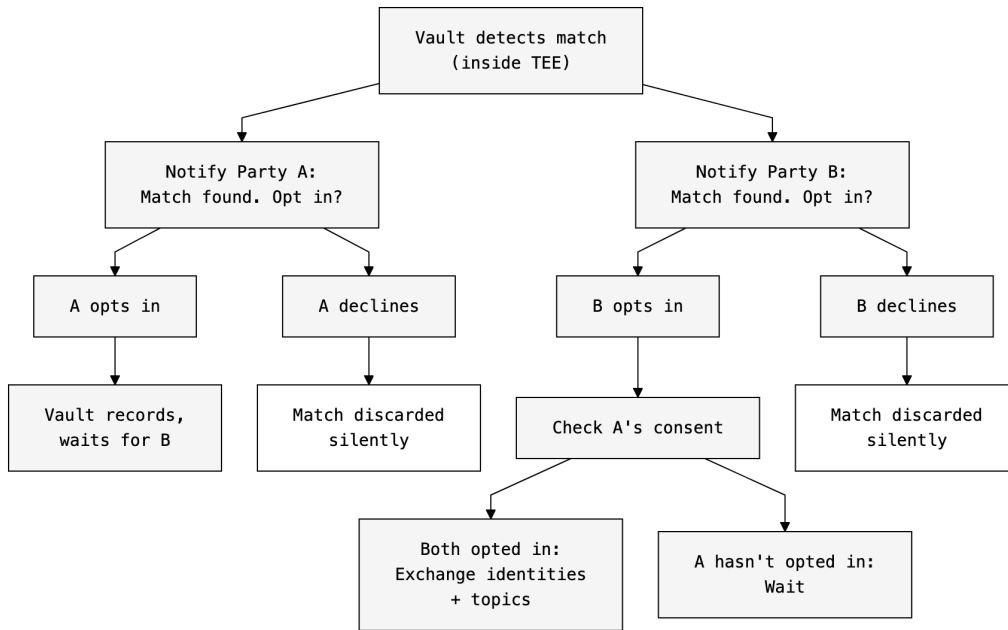 Vault detects match
(inside TEE)
Notify Party A:
Match found. Opt in?
Notify Party B:
Match found. Opt in?
A opts in
A declines
B opts in
B declines
Vault records,
waits for B
Match discarded
silently
Check A's consent
Match discarded
silently
Both opted in:
Exchange identities
+ topics
A hasn't opted in:
Wait